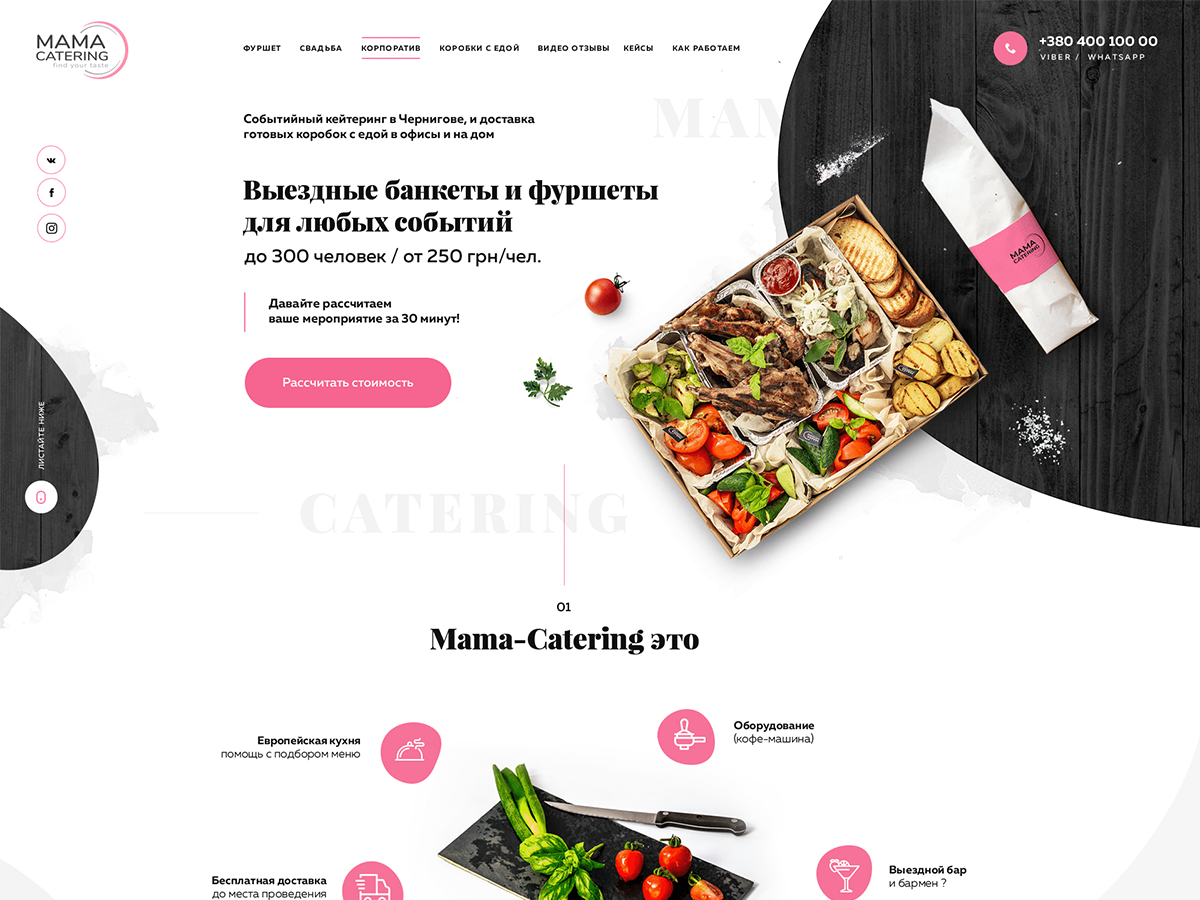 MAMA
CATERING
find your taste
ФУРШЕТ
СВАДЬБА
КОРПОРАТИВ
КОРОБКИ С ЕДОЙ
ВИДЕО ОТЗЫВЫ
КЕЙСЫ
КАК РАБОТАЕМ
+380 400 100 00
VIBER / WHATSAPP
Событийный кейтеринг в Чернигове, и доставка
готовых коробок с едой в офисы и на дом
MAM
Выездные банкеты и фуршеты
для любых событий
до 300 человек / от 250 грн/чел.
MAMA
CATERING
Давайте рассчитаем
ваше мероприятие за 30 минут!
Рассчитать стоимость
ЛИСТАЙТЕ НИЖЕ
CATERING
01
Mama-Catering это
Европейская кухня
помощь с подбором меню
Оборудование
(кофе-машина)
Бесплатная доставка
до места проведения
Выездной бар
и бармен ?